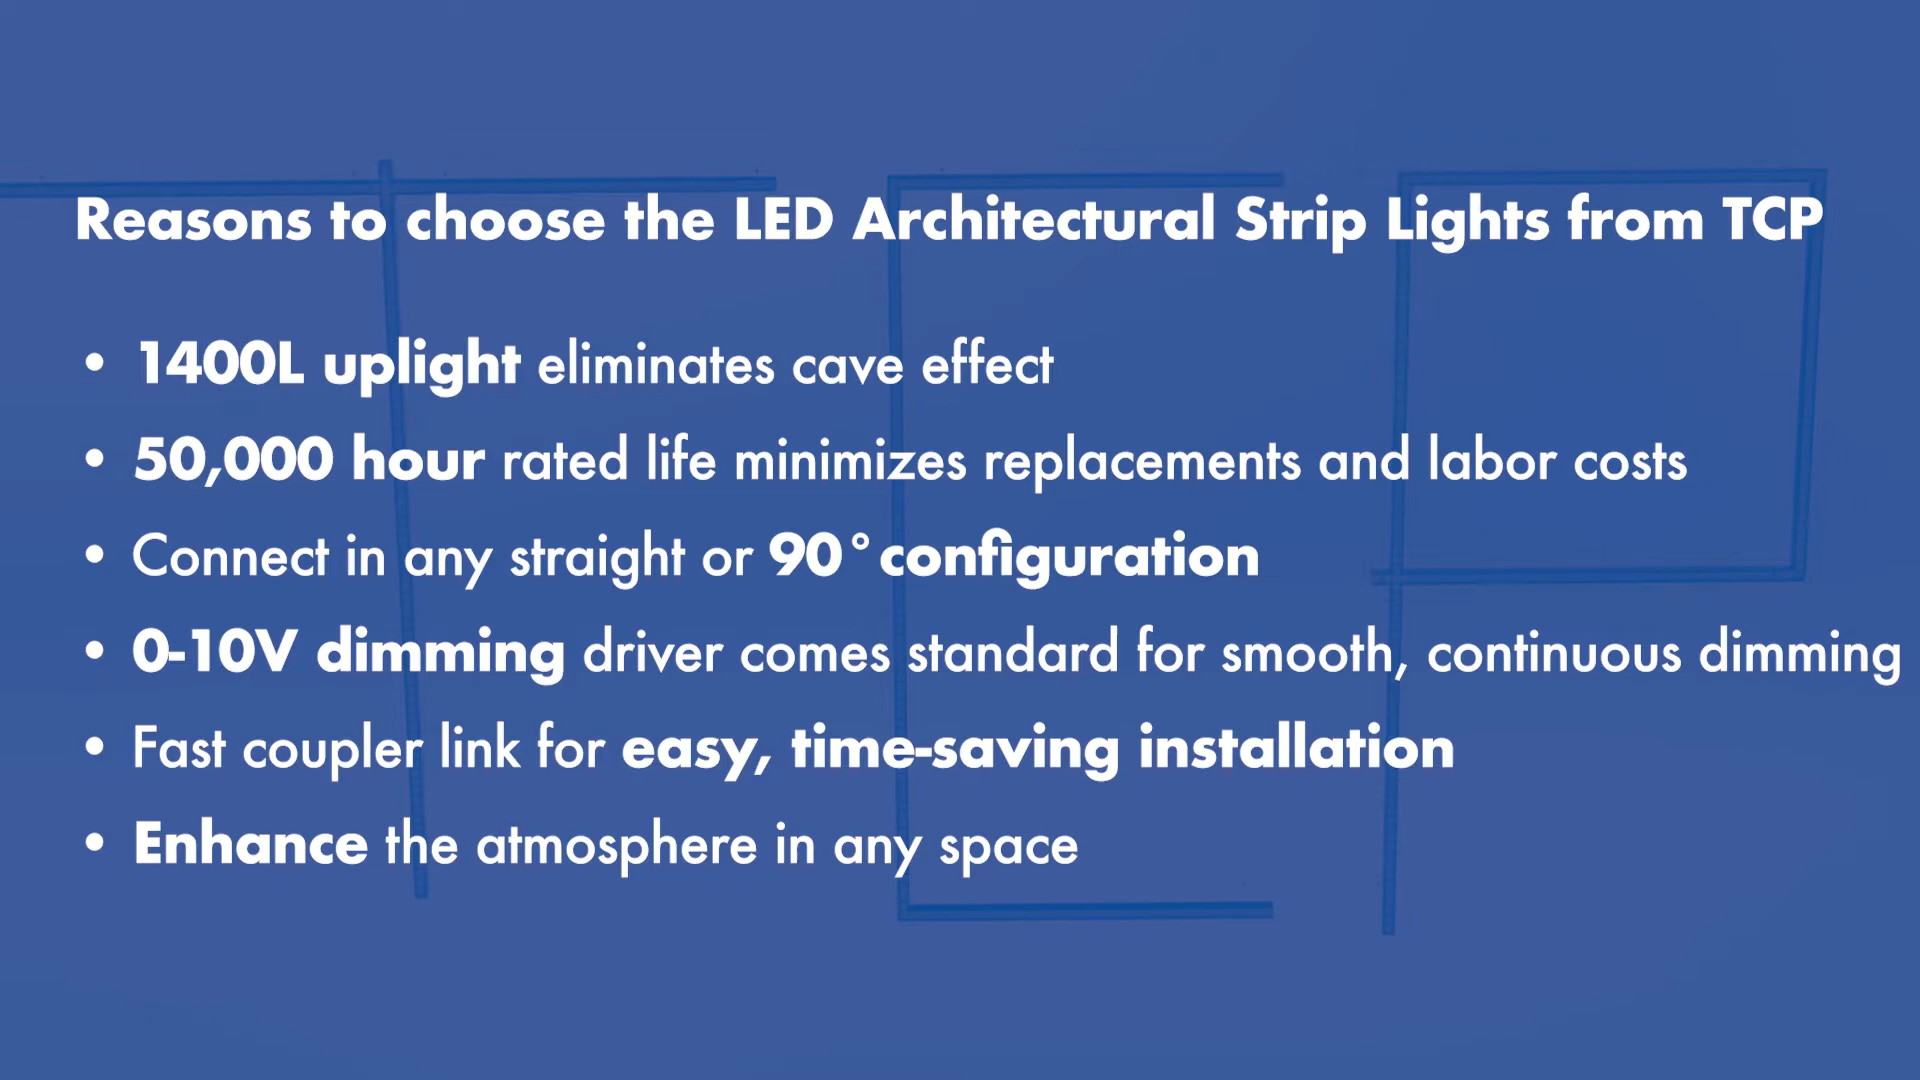 Reasons to choose the LED Architectural Strip Lights from TCP
• 1400L uplight eliminates cave effect
• 50,000 hour rated life minimizes replacements and labor costs
• Connect in any straight or 90° configuration
• 0-10V dimming driver comes standard for smooth, continuous dimming
• Fast coupler link for easy, time-saving installation
• Enhance the atmosphere in any space